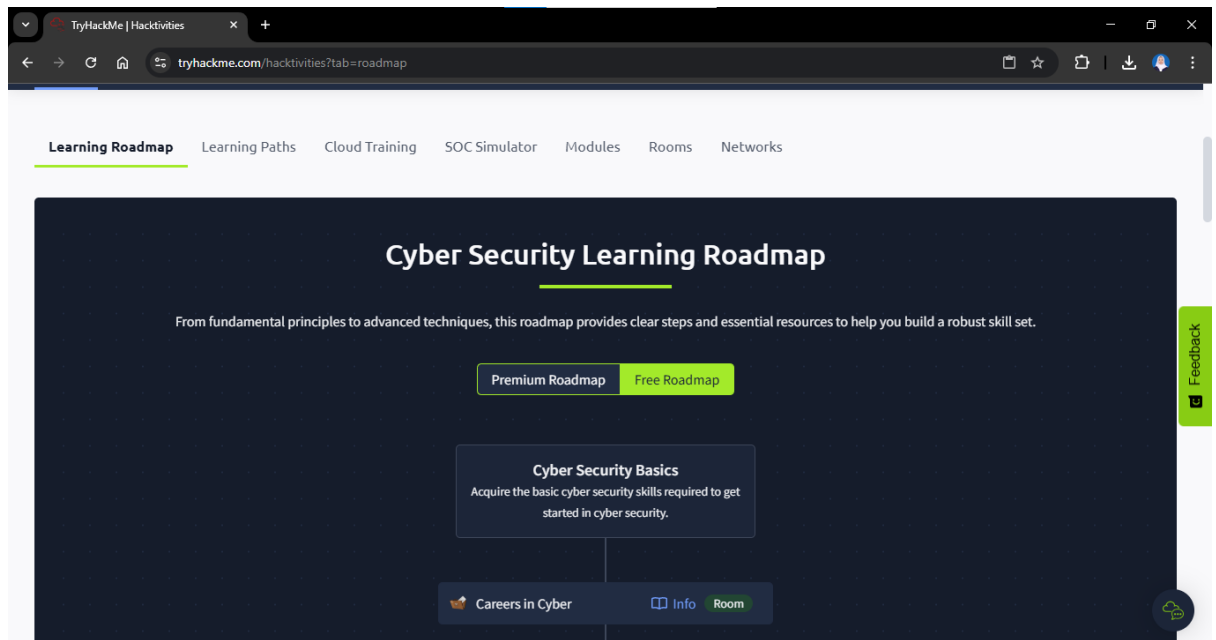 TryHackMe | Hacktivities
tryhackme.com/hacktivities?tab=roadmap
Learning Roadmap Learning Paths Cloud Training SOC Simulator Modules Rooms Networks
Cyber Security Learning Roadmap
From fundamental principles to advanced techniques, this roadmap provides clear steps and essential resources to help you build a robust skill set.
Premium Roadmap Free Roadmap
Feedback
Cyber Security Basics
Acquire the basic cyber security skills required to get
started in cyber security.
Careers in Cyber Info Room